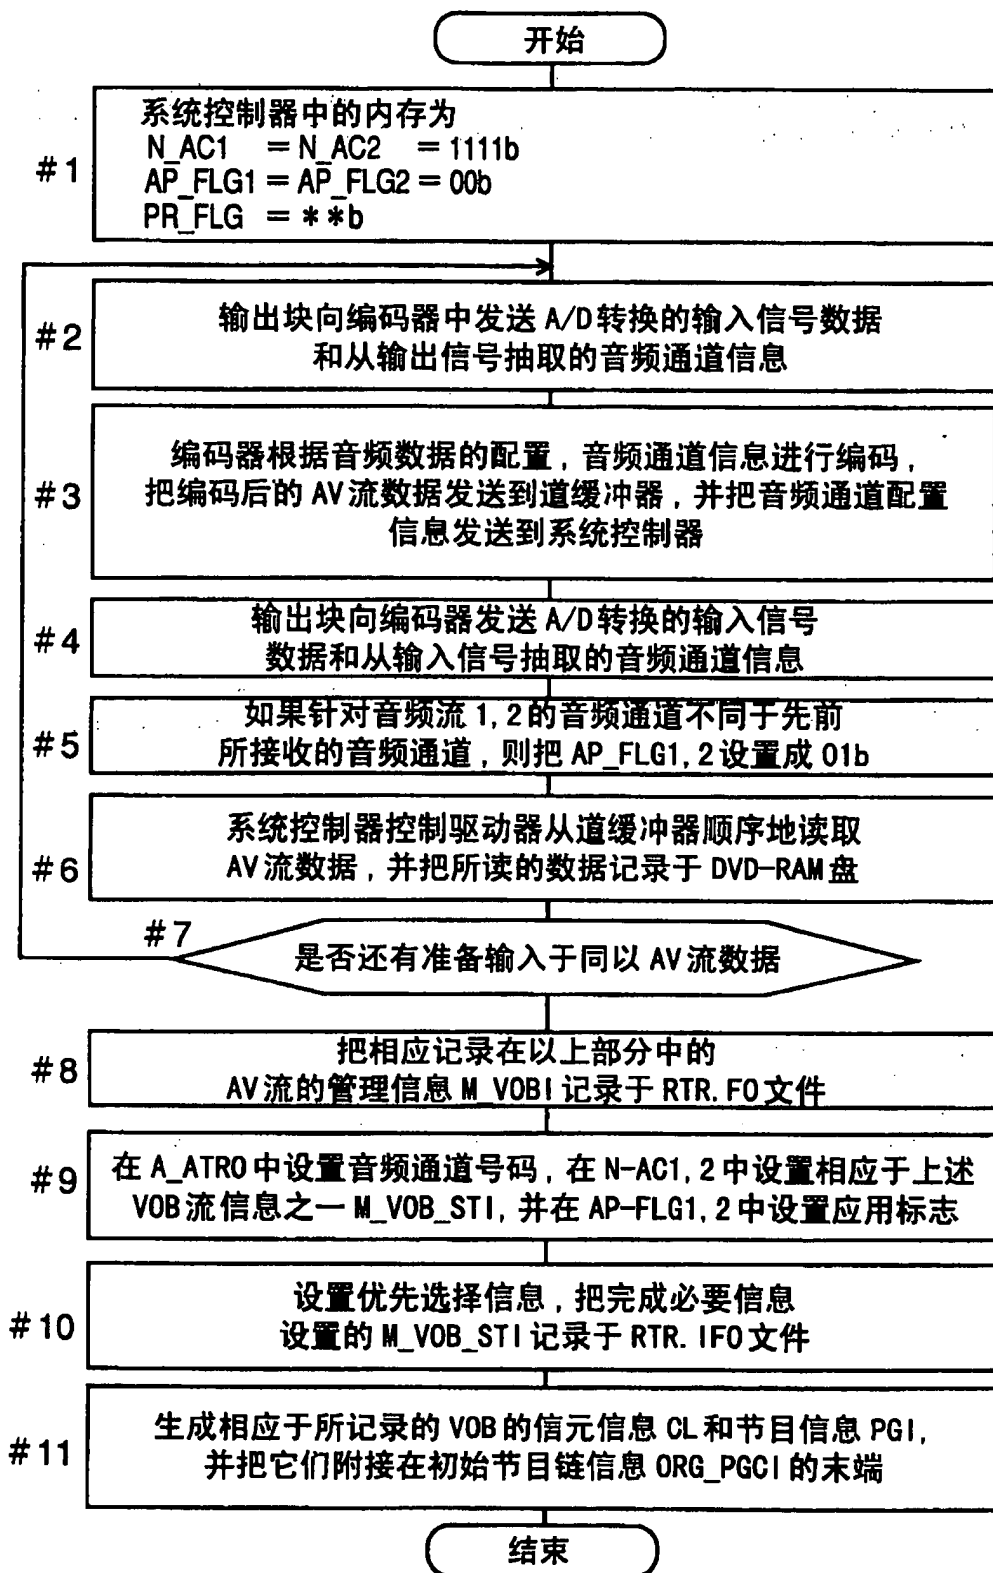 开始
#1
系统控制器中的内存为
N_AC1 = N_AC2 = 1111b
AP_FLG1 = AP_FLG2 = 00b
PR_FLG = **b
#2
输出块向编码器中发送 A/D 转换的输入信号数据
和从输出信号抽取的音频通道信息
#3
编码器根据音频数据的配置，音频通道信息进行编码，
把编码后的 AV 流数据发送到道缓冲器，并把音频通道配置
信息发送到系统控制器
#4
输出块向编码器发送 A/D 转换的输入信号
数据和从输入信号抽取的音频通道信息
#5
如果针对音频流 1, 2 的音频通道不同于先前
所接收的音频通道，则把 AP_FLG1, 2 设置成 01b
#6
系统控制器控制驱动器从道缓冲器顺序地读取
AV 流数据，并把所读的数据记录于 DVD-RAM 盘
#7
是否还有准备输入于同以 AV 流数据
#8
把相应记录在以上部分中的
AV 流的管理信息 M_VOBI 记录于 RTR.FO 文件
#9
在 A_ATRO 中设置音频通道号码，在 N-AC1, 2 中设置相应于上述
VOB 流信息之一 M_VOB_STI, 并在 AP-FLG1, 2 中设置应用标志
#10
设置优先选择信息，把完成必要信息
设置的 M_VOB_STI 记录于 RTR.IFO 文件
#11
生成相应于所记录的 VOB 的信元信息 CL 和节目信息 PGI,
并把它们附接在初始节目链信息 ORG_PGCI 的末端
结束